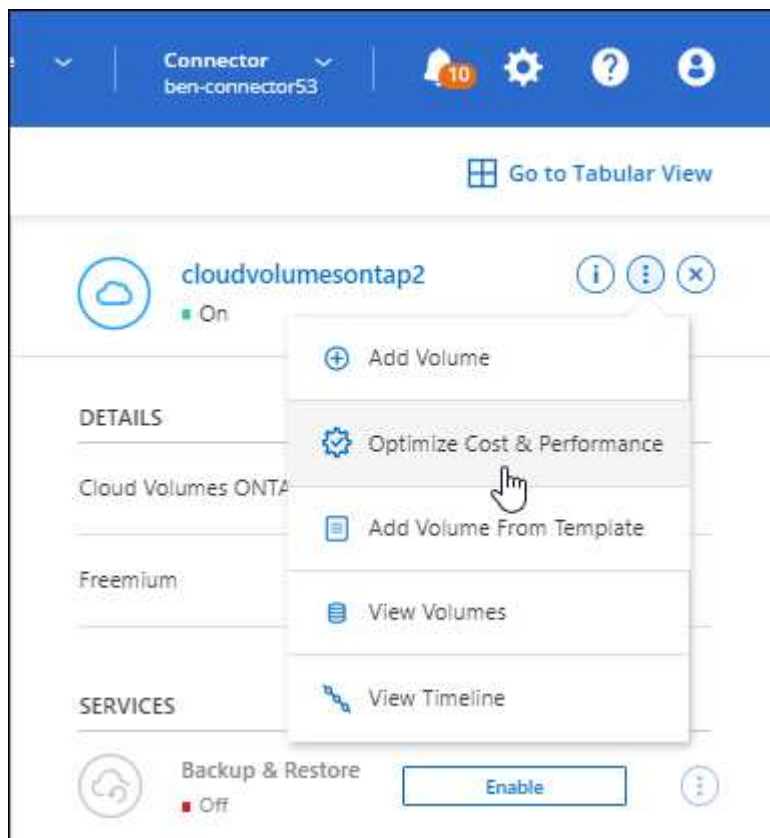 Connector
ben-connector53
10
Go to Tabular View
cloudvolumesontap2
On
Add Volume
DETAILS
Optimize Cost & Performance
Cloud Volumes ONTA
Add Volume From Template
Freemium
View Volumes
View Timeline
SERVICES
Backup & Restore
Enable
Off